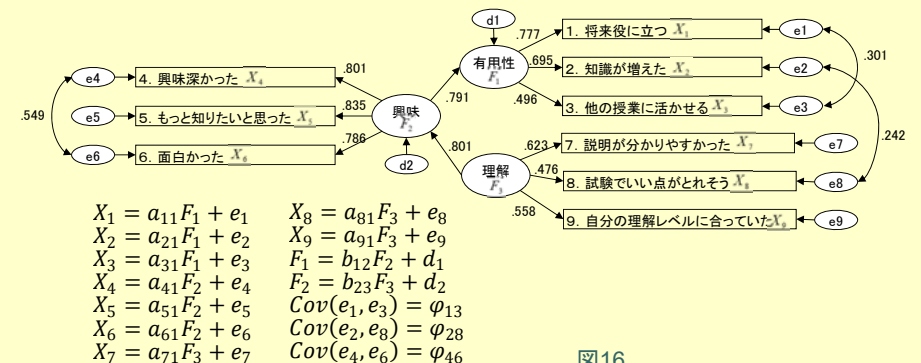 d1
.777
1. 将来役に立つ X₁
e1
有用性
F₁
.695
2. 知識が増えた X₂
e2
.301
.496
3. 他の授業に活かせる X₃
e3
e4
4. 興味深かった X₄
.801
.791
.549
e5
5. もっと知りたいと思った X₅
.835
興味
F₂
.242
e6
6. 面白かった X₆
.786
d2
.801
理解
F₃
.623
7. 説明が分かりやすかった X₇
e7
.476
8. 試験でいい点がとれそう X₈
e8
.558
9. 自分の理解レベルに合っていた X₉
e9
X₁ = a₁₁F₁ + e₁
X₂ = a₂₁F₁ + e₂
X₃ = a₃₁F₁ + e₃
X₄ = a₄₁F₂ + e₄
X₅ = a₅₁F₂ + e₅
X₆ = a₆₁F₂ + e₆
X₇ = a₇₁F₃ + e₇
X₈ = a₈₁F₃ + e₈
X₉ = a₉₁F₃ + e₉
F₁ = b₁₂F₂ + d₁
F₂ = b₂₃F₃ + d₂
Cov(e₁, e₃) = φ₁₃
Cov(e₂, e₈) = φ₂₈
Cov(e₄, e₆) = φ₄₆
図16